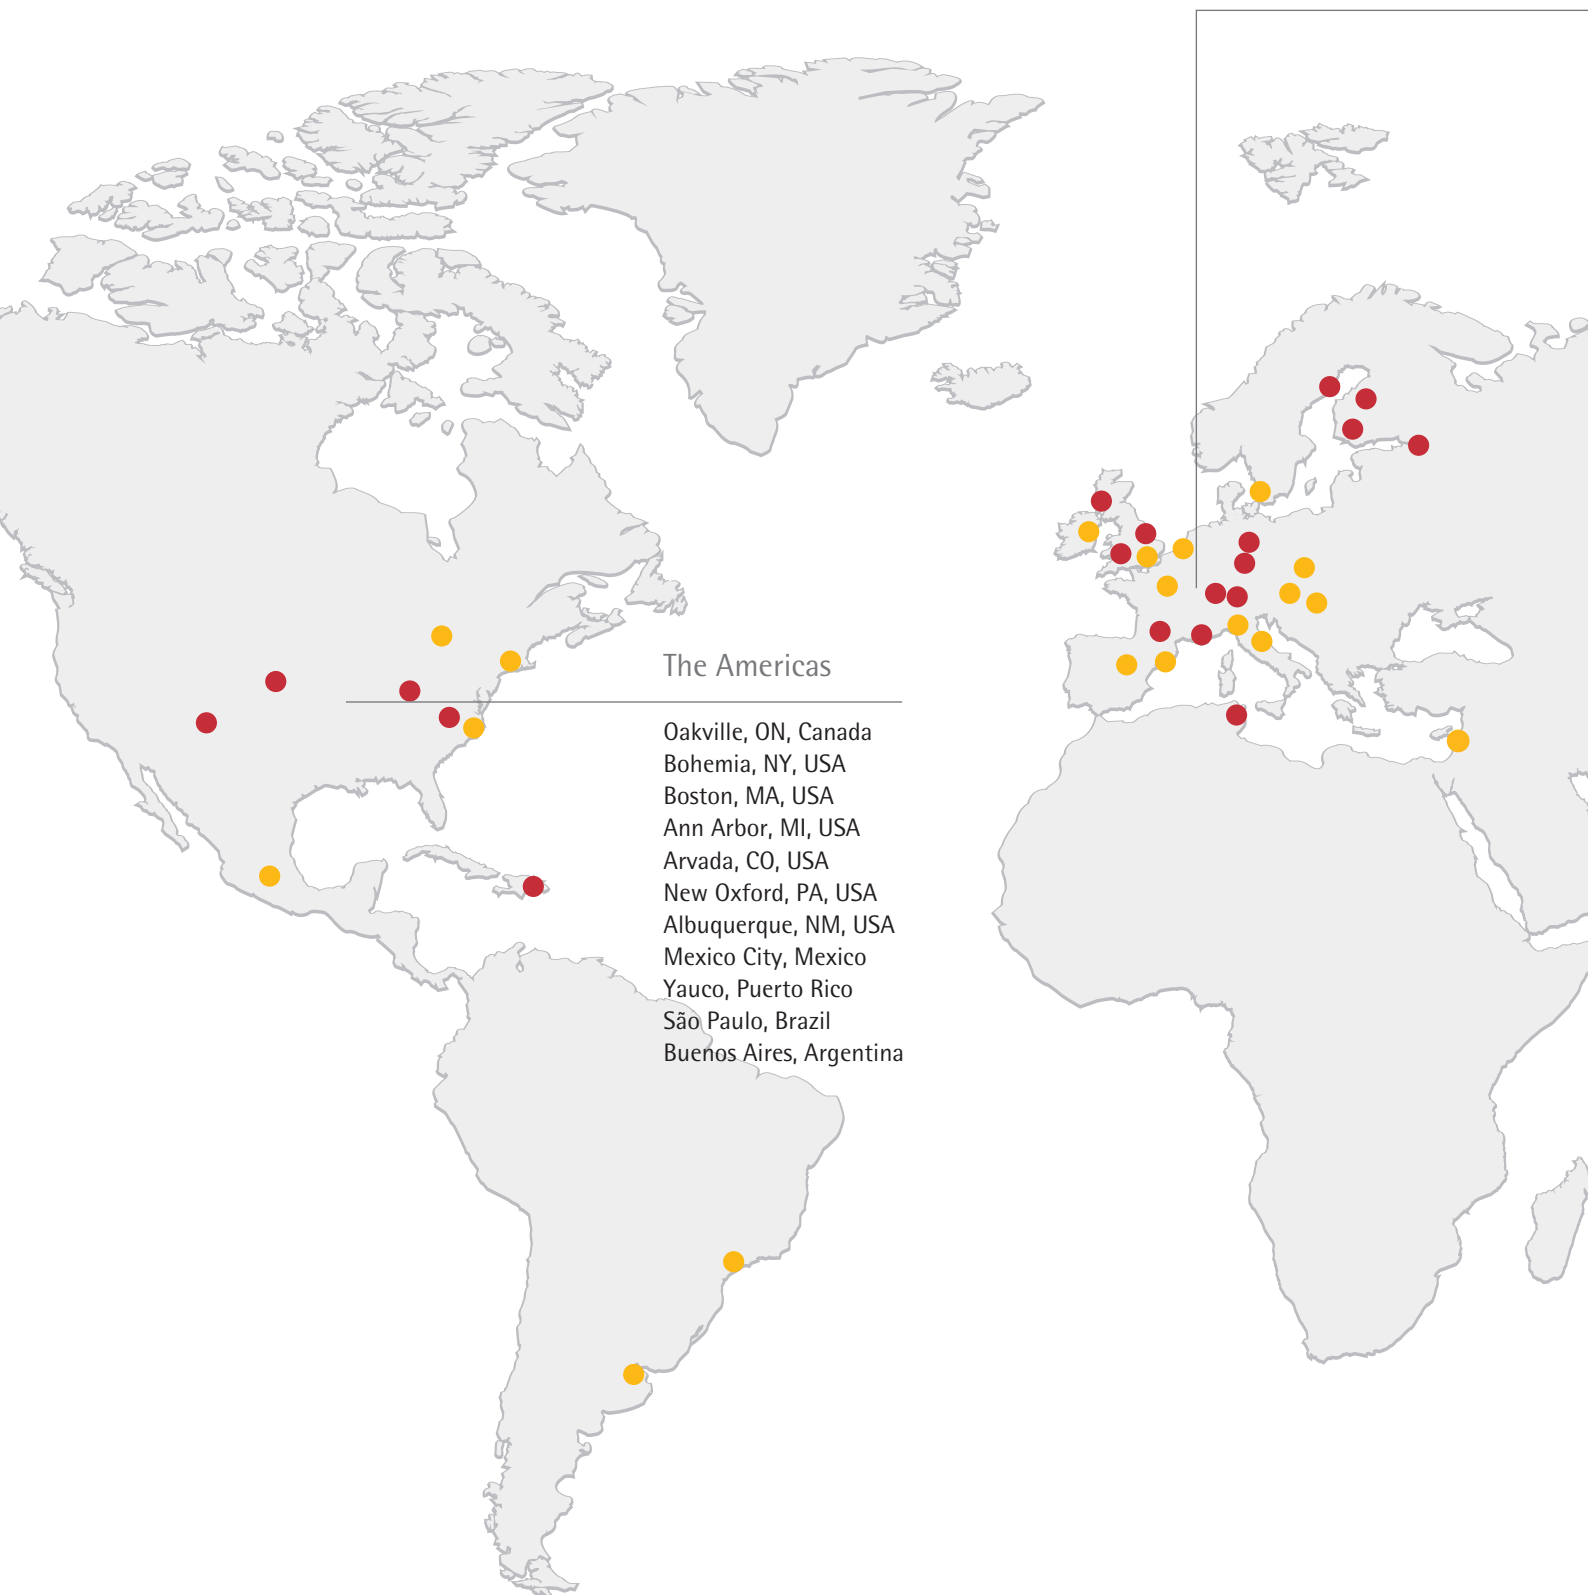 The Americas
Oakville, ON, Canada
Bohemia, NY, USA
Boston, MA, USA
Ann Arbor, MI, USA
Arvada, CO, USA
New Oxford, PA, USA
Albuquerque, NM, USA
Mexico City, Mexico
Yauco, Puerto Rico
São Paulo, Brazil
Buenos Aires, Argentina